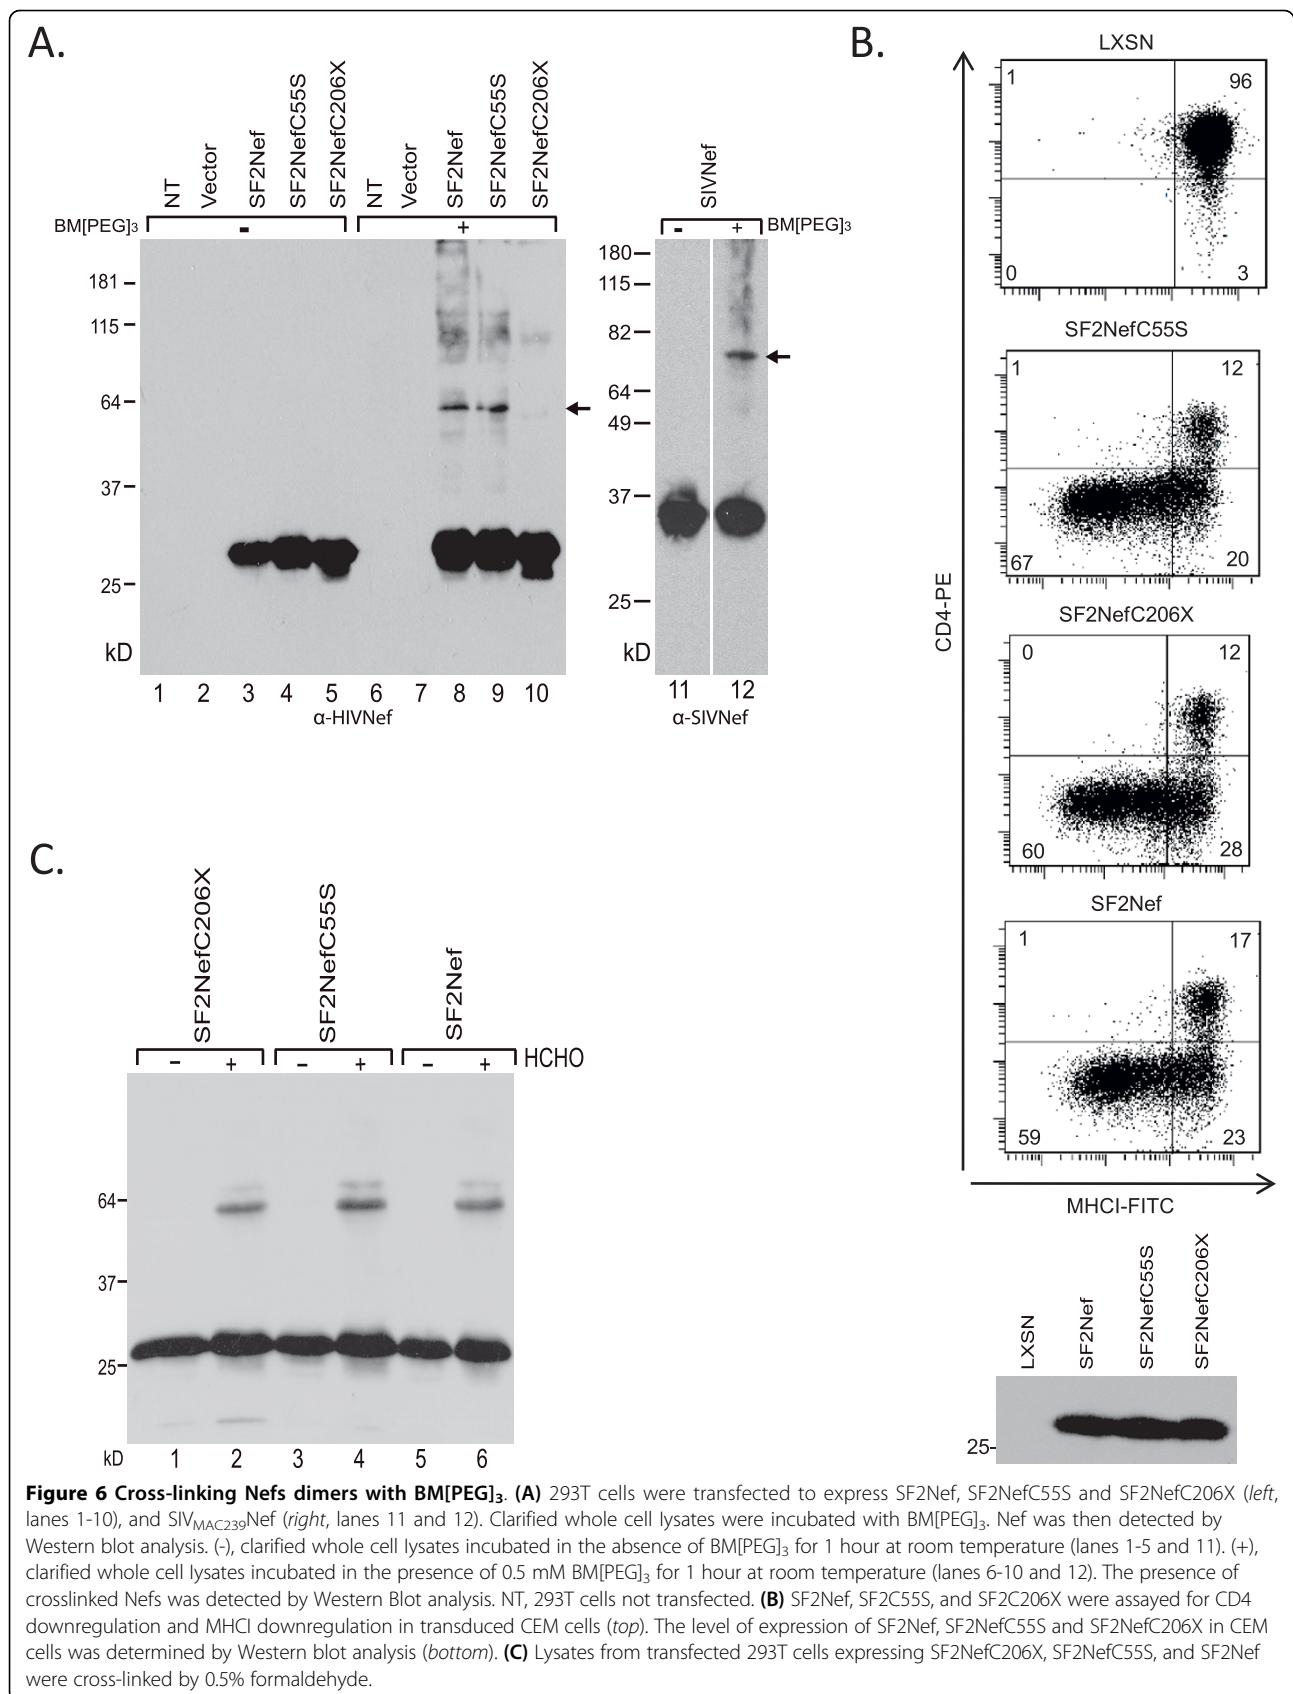 A.
NT
Vector
SF2Nef
SF2NefC55S
SF2NefC206X
NT
Vector
SF2Nef
SF2NefC55S
SF2NefC206X
BM[PEG]3
-
+
181
115
64
37
25
kD
1 2 3 4 5 6 7 8 9 10
α-HIVNef
SIVNef
- + BM[PEG]3
180
115
82
64
49
37
25
kD
11 12
α-SIVNef
B.
LXSN
1 96
0 3
SF2NefC55S
1 12
67 20
SF2NefC206X
0 12
60 28
SF2Nef
1 17
59 23
CD4-PE
MHCI-FITC
LXSN
SF2Nef
SF2NefC55S
SF2NefC206X
25
C.
SF2NefC206X
SF2NefC55S
SF2Nef
- + - + - + HCHO
64
37
25
kD
1 2 3 4 5 6
Figure 6 Cross-linking Nefs dimers with BM[PEG]3. (A) 293T cells were transfected to express SF2Nef, SF2NefC55S and SF2NefC206X (left,
lanes 1-10), and SIVMAC239Nef (right, lanes 11 and 12). Clarified whole cell lysates were incubated with BM[PEG]3. Nef was then detected by
Western blot analysis. (-), clarified whole cell lysates incubated in the absence of BM[PEG]3 for 1 hour at room temperature (lanes 1-5 and 11). (+),
clarified whole cell lysates incubated in the presence of 0.5 mM BM[PEG]3 for 1 hour at room temperature (lanes 6-10 and 12). The presence of
crosslinked Nefs was detected by Western Blot analysis. NT, 293T cells not transfected. (B) SF2Nef, SF2C55S, and SF2C206X were assayed for CD4
downregulation and MHCI downregulation in transduced CEM cells (top). The level of expression of SF2Nef, SF2NefC55S and SF2NefC206X in CEM
cells was determined by Western blot analysis (bottom). (C) Lysates from transfected 293T cells expressing SF2NefC206X, SF2NefC55S, and SF2Nef
were cross-linked by 0.5% formaldehyde.